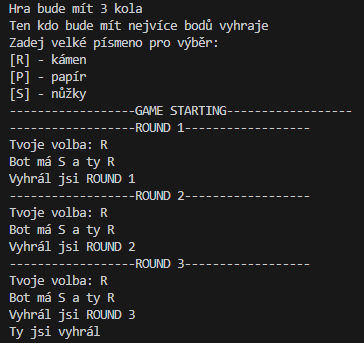 Hra bude mít 3 kola
Ten kdo bude mít nejvíce bodů vyhraje
Zadej velké písmeno pro výběr:
[R] - kámen
[P] - papír
[S] - nůžky
------------------GAME STARTING------------------
------------------ROUND 1------------------
Tvoje volba: R
Bot má S a ty R
Vyhrál jsi ROUND 1
------------------ROUND 2------------------
Tvoje volba: R
Bot má S a ty R
Vyhrál jsi ROUND 2
------------------ROUND 3------------------
Tvoje volba: R
Bot má S a ty R
Vyhrál jsi ROUND 3
Ty jsi vyhrál